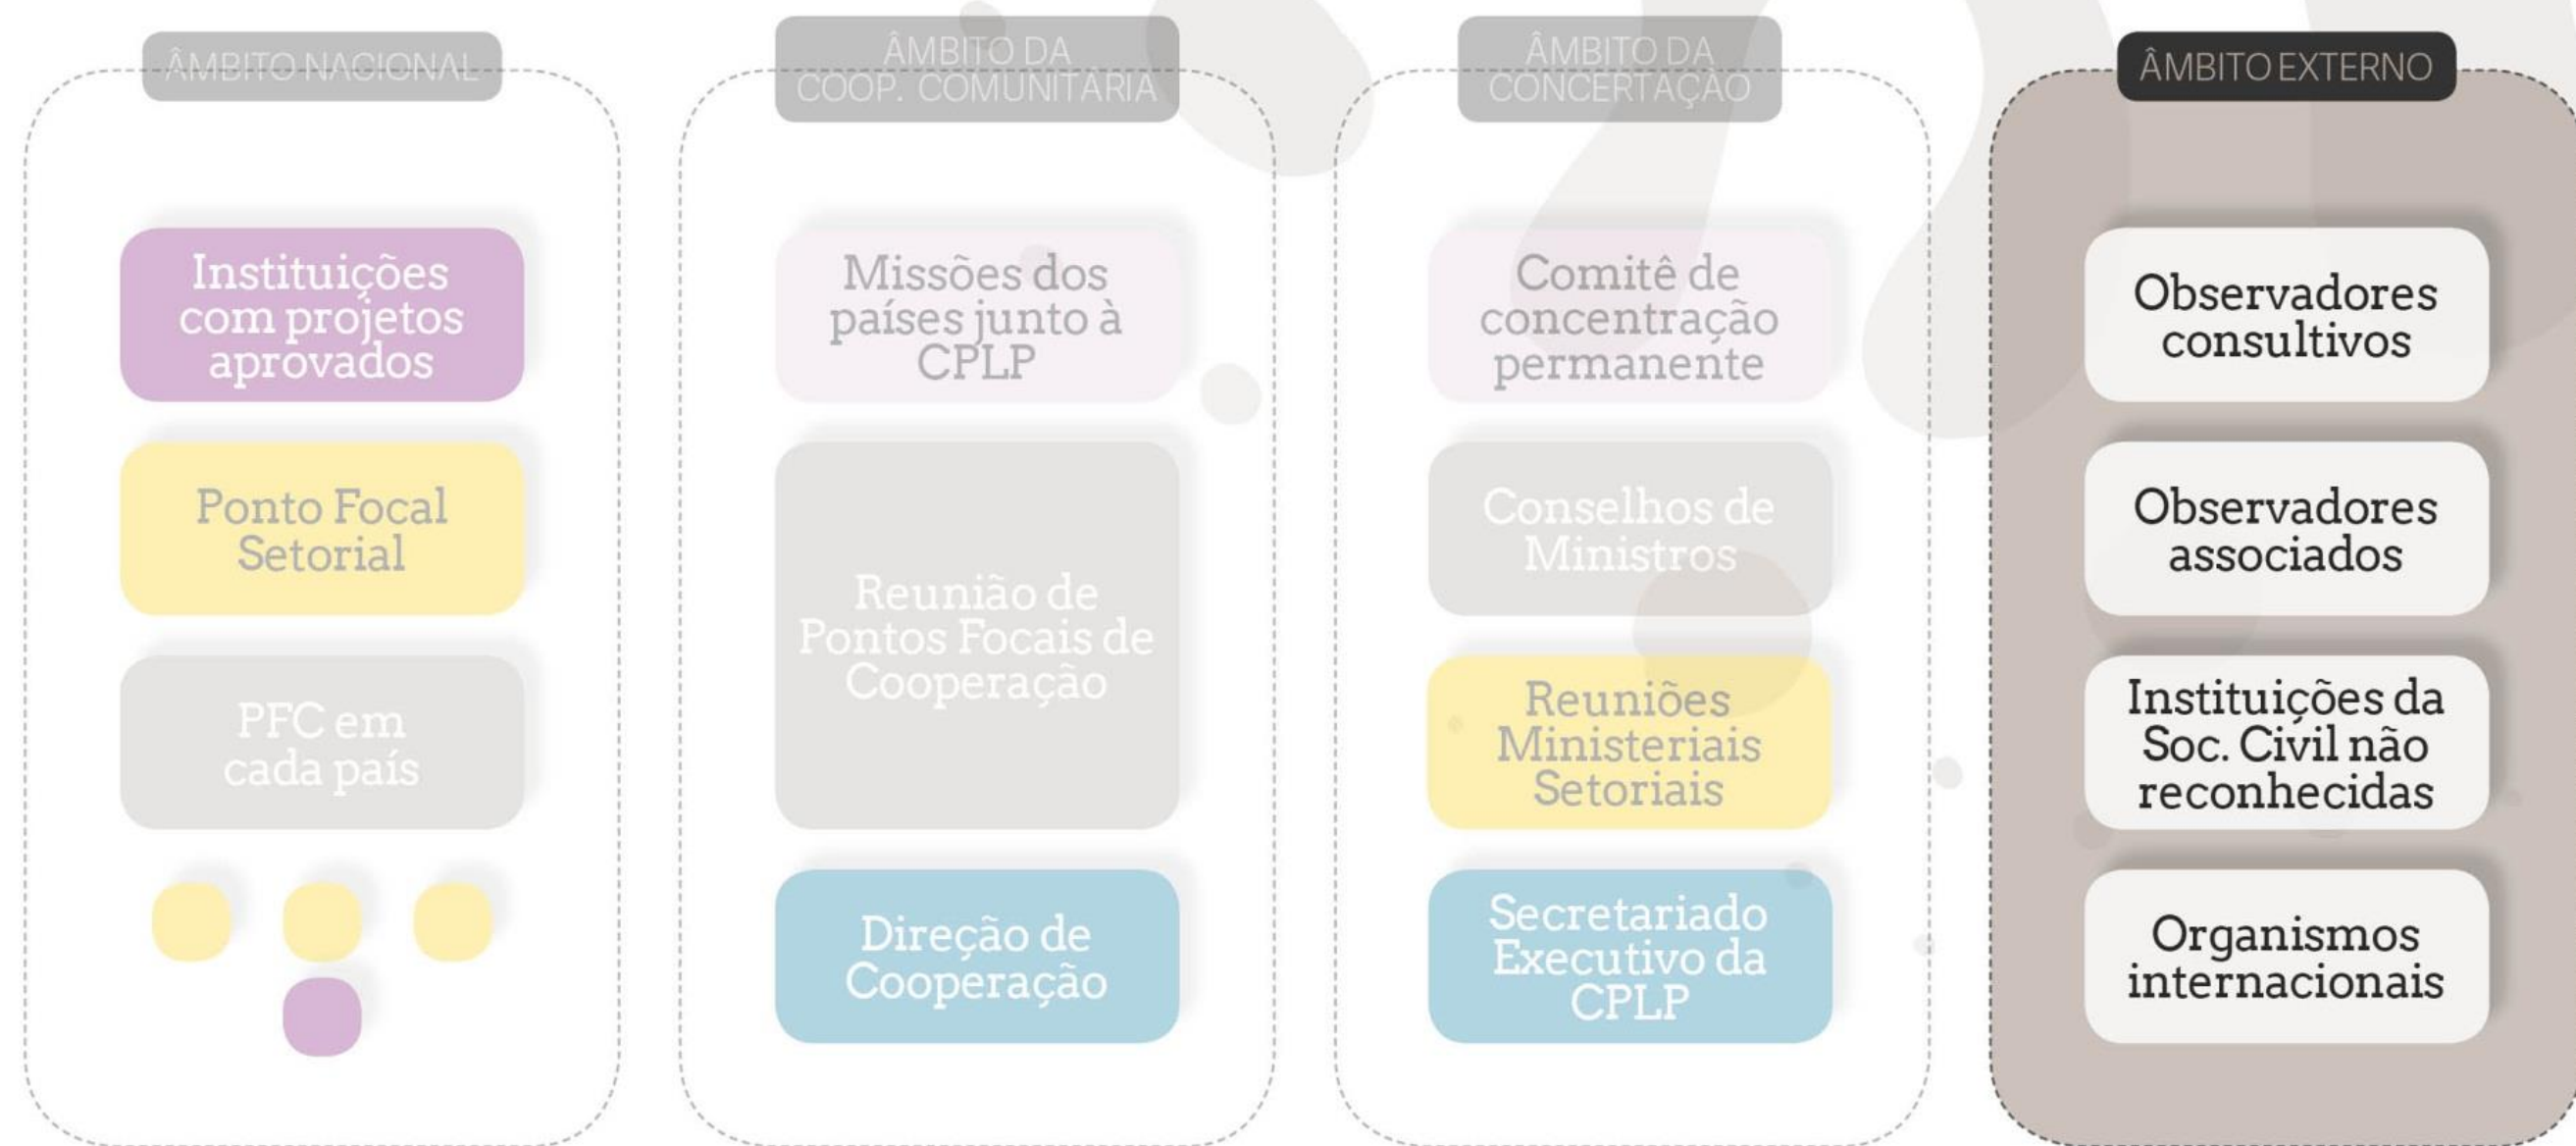 ÂMBITO NACIONAL
Instituições
com projetos
aprovados
Ponto Focal
Setorial
PFC em
cada país
ÂMBITO DA
COOP. COMUNITÁRIA
Missões dos
países junto à
CPLP
Reunião de
Pontos Focais de
Cooperação
Direção de
Cooperação
ÂMBITO DA
CONCERTAÇÃO
Comitê de
concentração
permanente
Conselhos de
Ministros
Reuniões
Ministeriais
Setoriais
Secretariado
Executivo da
CPLP
ÂMBITO EXTERNO
Observadores
consultivos
Observadores
associados
Instituições da
Soc. Civil não
reconhecidas
Organismos
internacionais